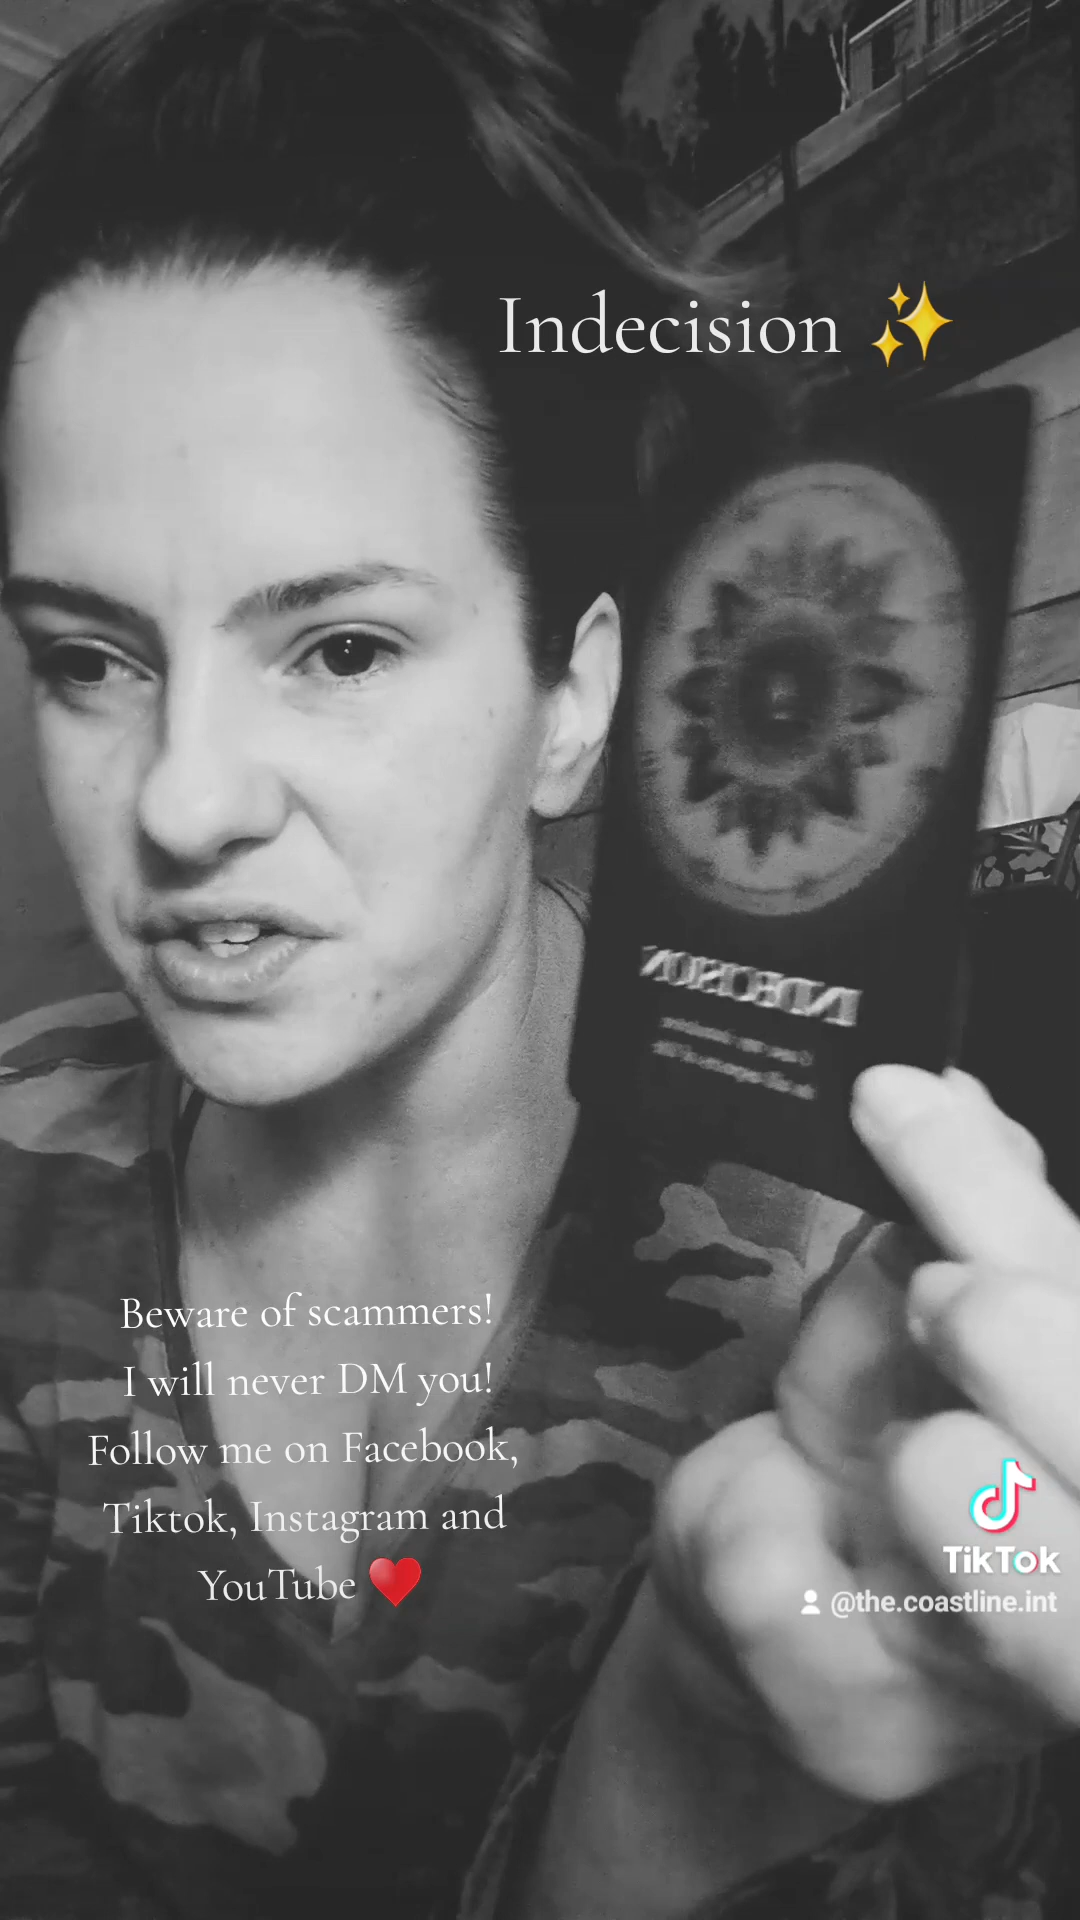 Indecision ✨
INDECISION
Beware of scammers!
I will never DM you!
Follow me on Facebook,
Tiktok, Instagram and
YouTube ♥️
TikTok
@the.coastline.int